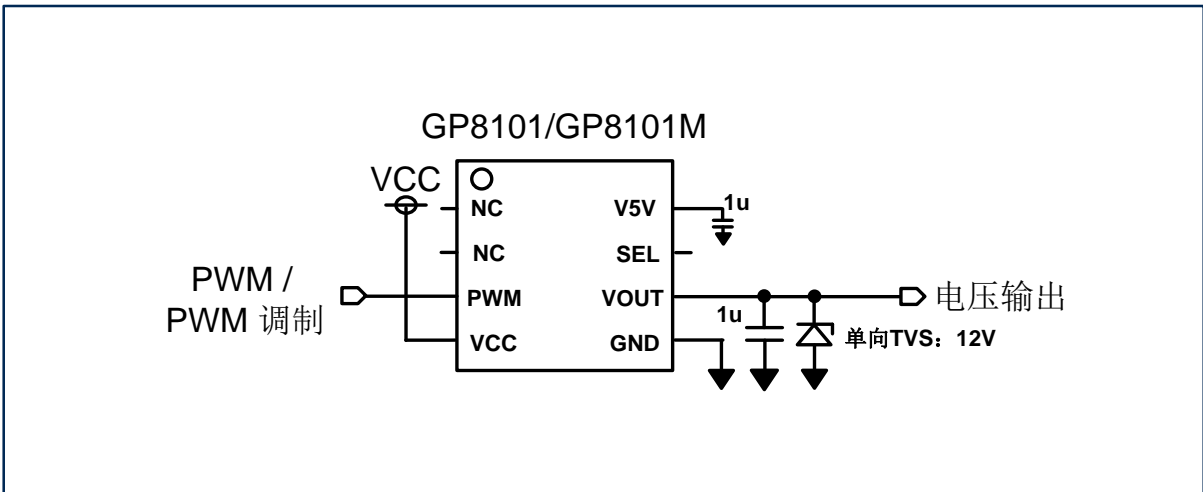 GP8101/GP8101M
VCC
NC
V5V
1u
NC
SEL
PWM /
PWM 调制
PWM
VOUT
电压输出
1u
VCC
GND
单向TVS：12V